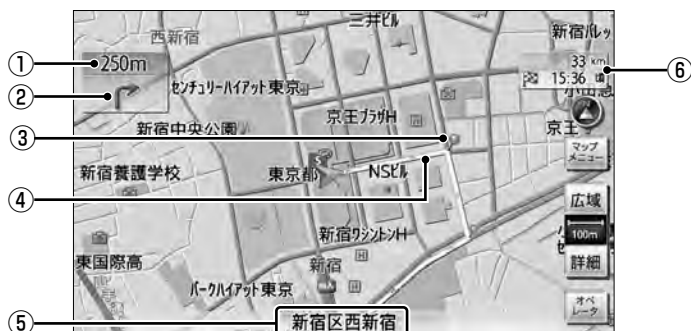 三井ビル
新宿パレッ
西新宿
①
250m
33 km
⑥
15:36
小田急
②
センチュリーハイアット東京
京王プラザH
③
新宿中央公園
京王
マップ
メニュー
新宿養護学校
東京都
NSビル
④
広域
100m
新宿ワシントンH
詳細
東国際高
新宿
パークハイアット東京
オペ
レータ
⑤
新宿区西新宿